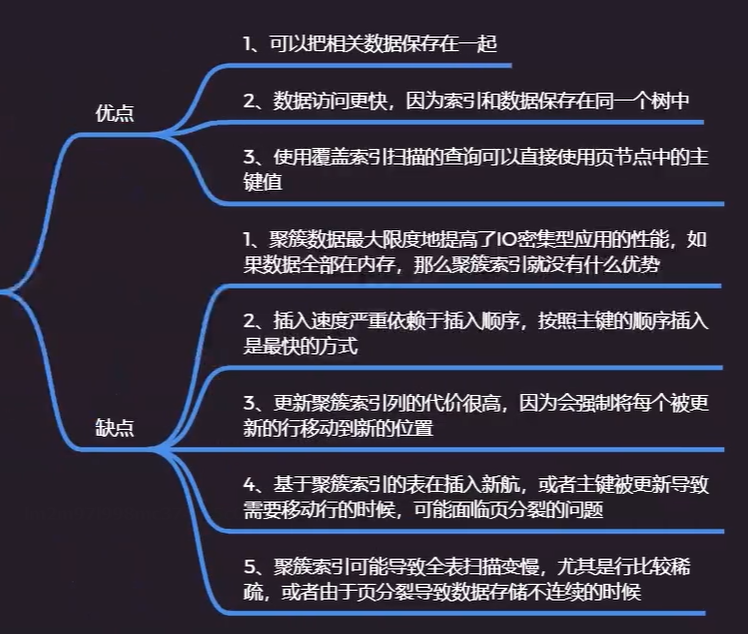 优点
1、可以把相关数据保存在一起
2、数据访问更快，因为索引和数据保存在同一个树中
3、使用覆盖索引扫描的查询可以直接使用页节点中的主
键值
缺点
1、聚簇数据最大限度地提高了IO密集型应用的性能，如
果数据全部在内存，那么聚簇索引就没有什么优势
2、插入速度严重依赖于插入顺序，按照主键的顺序插入
是最快的方式
3、更新聚簇索引列的代价很高，因为会强制将每个被更
新的行移动到新的位置
4、基于聚簇索引的表在插入新航，或者主键被更新导致
需要移动行的时候，可能面临页分裂的问题
5、聚簇索引可能导致全表扫描变慢，尤其是行比较稀
疏，或者由于页分裂导致数据存储不连续的时候